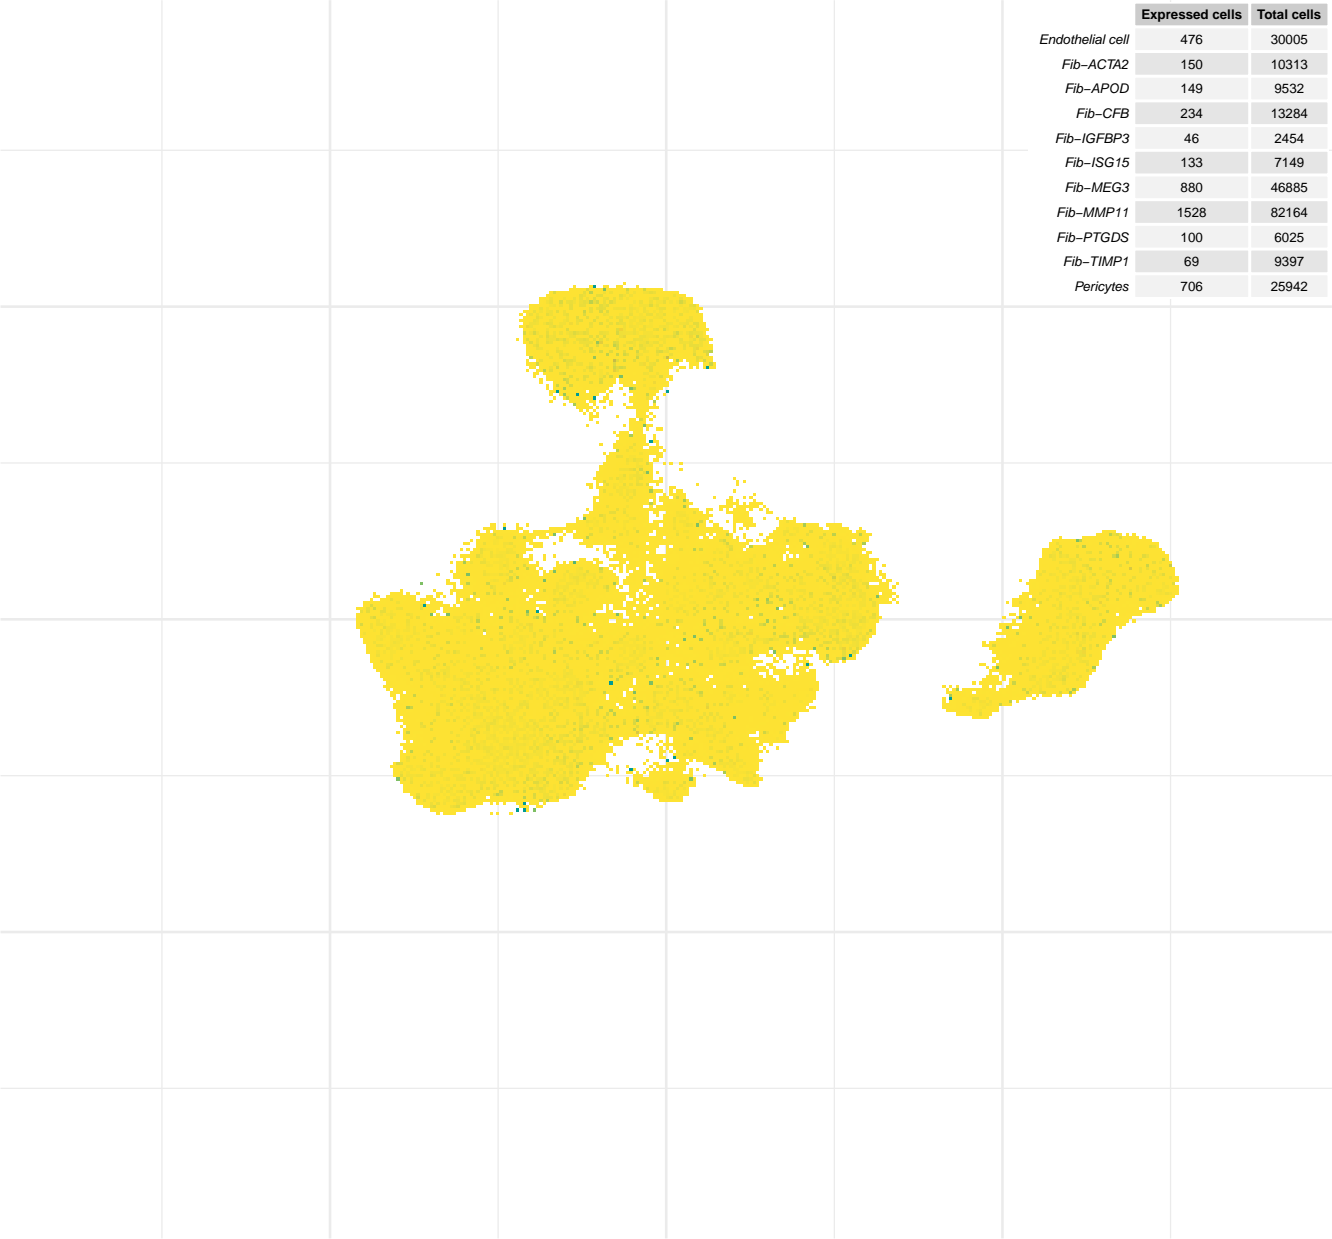 Expressed cells Total cells
Endothelial cell 476 30005
Fib−ACTA2 150 10313
Fib−APOD 149 9532
Fib−CFB 234 13284
Fib−IGFBP3 46 2454
Fib−ISG15 133 7149
Fib−MEG3 880 46885
Fib−MMP11 1528 82164
Fib−PTGDS 100 6025
Fib−TIMP1 69 9397
Pericytes 706 25942